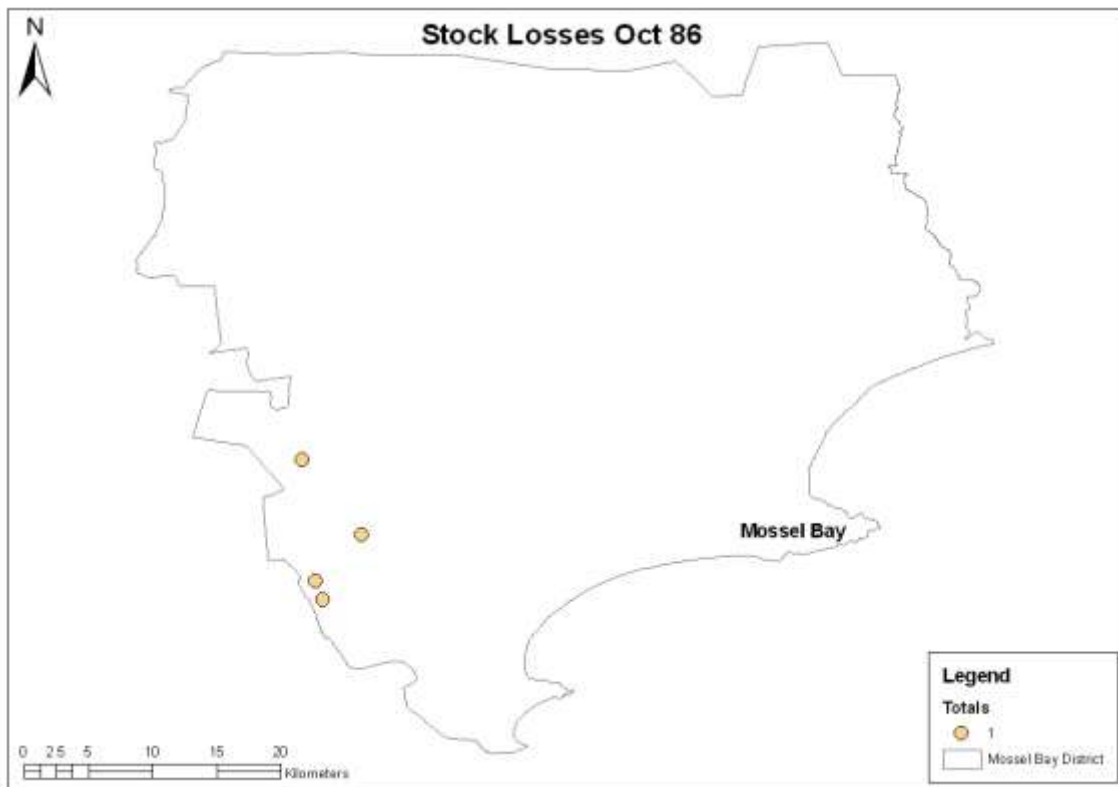 Stock Losses Oct 86
N
Mossel Bay
Legend
Totals
1
Mossel Bay District
0 2.5 5 10 15 20
Kilometers